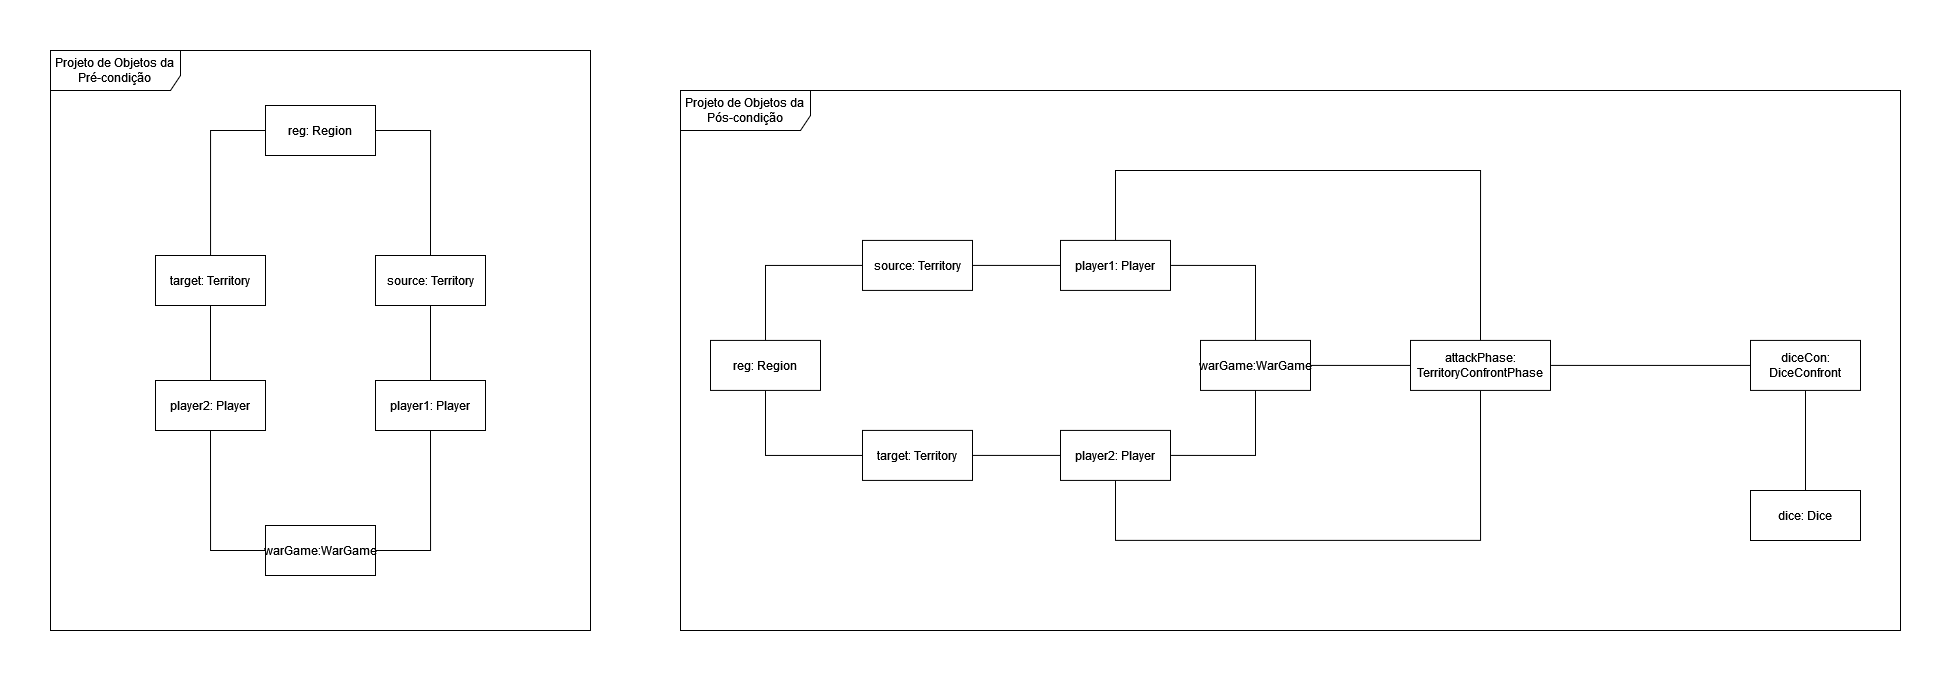 Projeto de Objetos da
Pré-condição
reg: Region
target: Territory
source: Territory
player2: Player
player1: Player
warGame:WarGame
Projeto de Objetos da
Pós-condição
source: Territory
player1: Player
reg: Region
warGame:WarGame
attackPhase:
TerritoryConfrontPhase
diceCon:
DiceConfront
target: Territory
player2: Player
dice: Dice